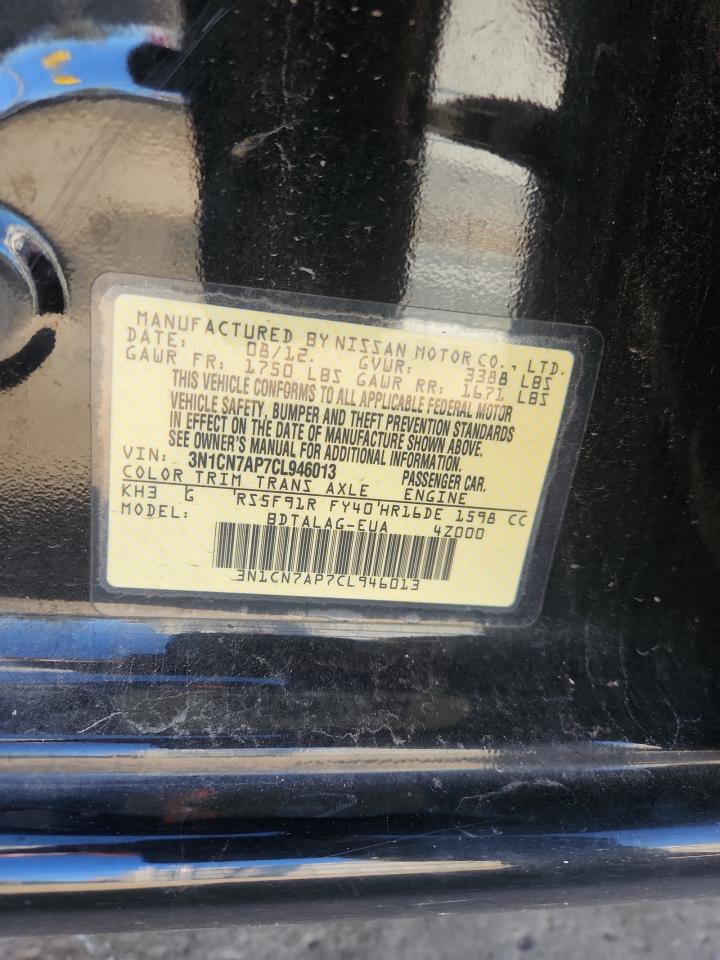 MANUFACTURED BY NISSAN MOTOR CO., LTD.
DATE: 08/12. GVWR: 3388 LBS
GAWR FR: 1750 LBS GAWR RR: 1671 LBS
THIS VEHICLE CONFORMS TO ALL APPLICABLE FEDERAL MOTOR
VEHICLE SAFETY, BUMPER AND THEFT PREVENTION STANDARDS
IN EFFECT ON THE DATE OF MANUFACTURE SHOWN ABOVE.
SEE OWNER'S MANUAL FOR ADDITIONAL INFORMATION.
VIN: 3N1CN7AP7CL946013 PASSENGER CAR.
COLOR TRIM TRANS AXLE ENGINE
KH3 G 'RS5F91R FY40'HR16DE 1598 CC
MODEL: BDTALAG-EUA 4Z000
3N1CN7AP7CL946013